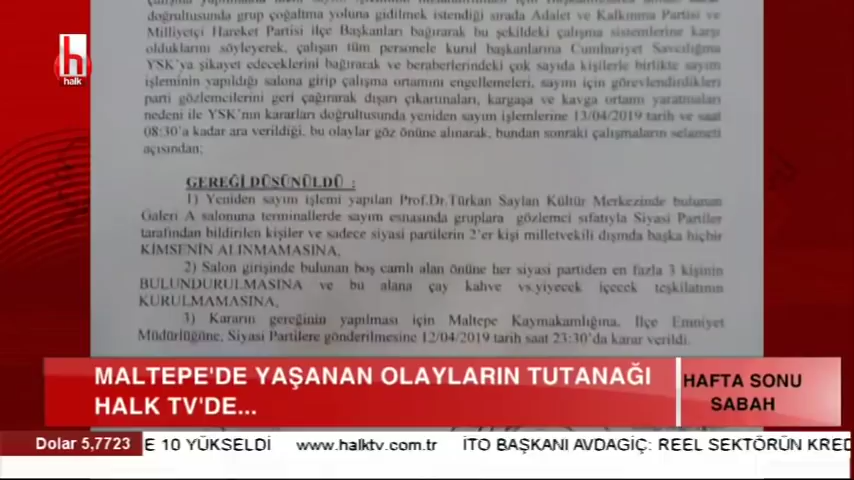 doğrultusunda grup çoğaltma yoluna gidilmek istendiği sırada Adalet ve Kalkınma Partisi ve
Milliyetçi Hareket Partisi ilçe Başkanları bağırarak bu şekildeki çalışma sistemlerine karşı
olduklarını söyleyerek, çalışan tüm personele kurul başkanlarına Cumhuriyet Savcılığına
YSK'ya şikayet edeceklerini bağırarak ve beraberlerindeki çok sayıda kişilerle birlikte sayım
işleminin yapıldığı salona girip çalışma ortamını engellemeleri, sayım için görevlendirdikleri
parti gözlemcilerini geri çağırarak dışarı çıkartmaları, kargaşa ve kavga ortamı yaratmaları
nedeni ile YSK'nın kararları doğrultusunda yeniden sayım işlemlerine 13/04/2019 tarih ve saat
08:30'a kadar ara verildiği, bu olaylar göz önüne alınarak, bundan sonraki çalışmaların selameti
açısından;
GEREĞİ DÜŞÜNÜLDÜ :
1) Yeniden sayım işlemi yapılan Prof.Dr.Türkan Saylan Kültür Merkezinde bulunan
Galeri A salonuna terminallerde sayım esnasında gruplara gözlemci sıfatıyla Siyasi Partiler
tarafından bildirilen kişiler ve sadece siyasi partilerin 2'er kişi milletvekili dışında başka hiçbir
KİMSENİN ALINMAMASINA,
2) Salon girişinde bulunan boş camlı alan önüne her siyasi partiden en fazla 3 kişinin
BULUNDURULMASINA ve bu alana çay kahve vs.yiyecek içecek teşkilatının
KURULMAMASINA,
3) Kararın gereğinin yapılması için Maltepe Kaymakamlığına, İlçe Emniyet
Müdürlüğüne, Siyasi Partilere gönderilmesine 12/04/2019 tarih saat 23:30'da karar verildi.
h
halk
MALTEPE'DE YAŞANAN OLAYLARIN TUTANAĞI
HALK TV'DE...
HAFTA SONU
SABAH
Dolar 5,7723 E 10 YÜKSELDİ www.halktv.com.tr İTO BAŞKANI AVDAGİÇ: REEL SEKTÖRÜN KRED